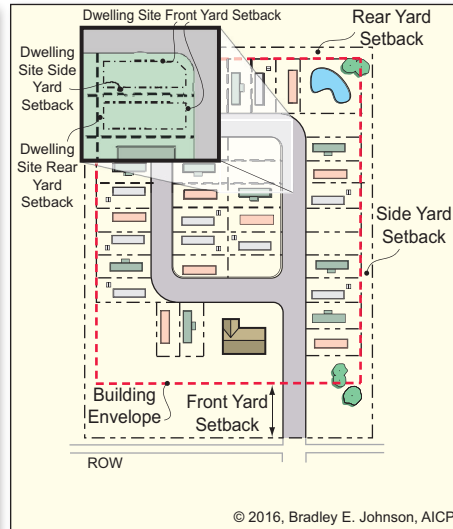 Dwelling Site Front Yard Setback
Rear Yard
Setback
Dwelling
Site Side
Yard
Setback
Dwelling
Site Rear
Yard
Setback
Side Yard
Setback
Building
Envelope
Front Yard
Setback
ROW
© 2016, Bradley E. Johnson, AICP